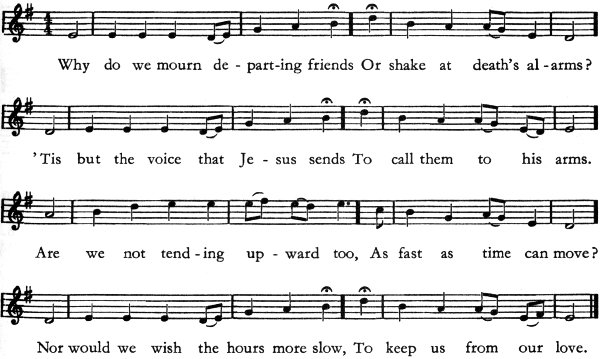 Why do we mourn de - part - ing friends Or shake at death's al - arms?
'Tis but the voice that Je - sus sends To call them to his arms.
Are we not tend - ing up - ward too, As fast as time can move?
Nor would we wish the hours more slow, To keep us from our love.